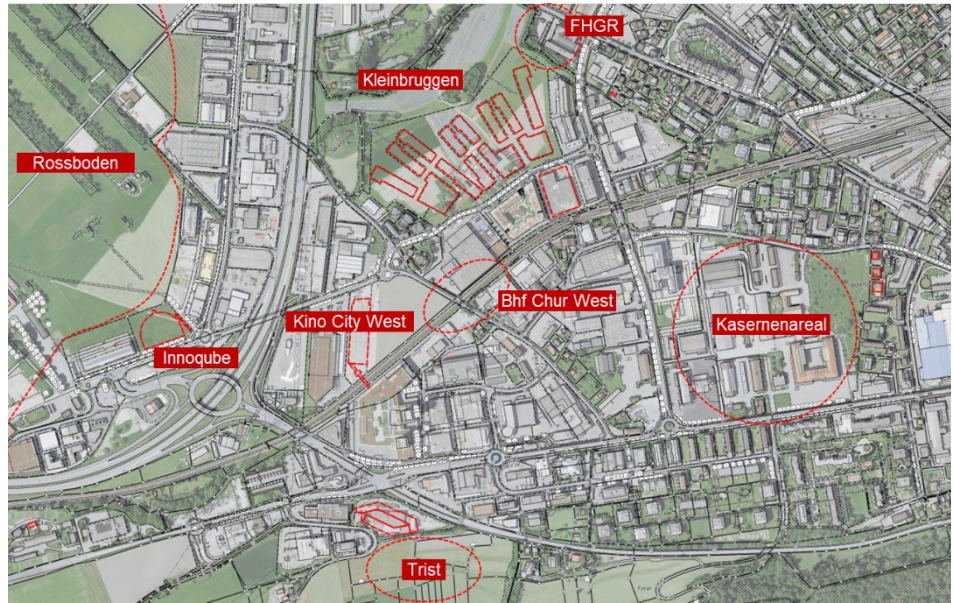 FHGR
Kleinbruggen
Rossboden
Bhf Chur West
Kino City West
Kasernenareal
Innoqube
Trist